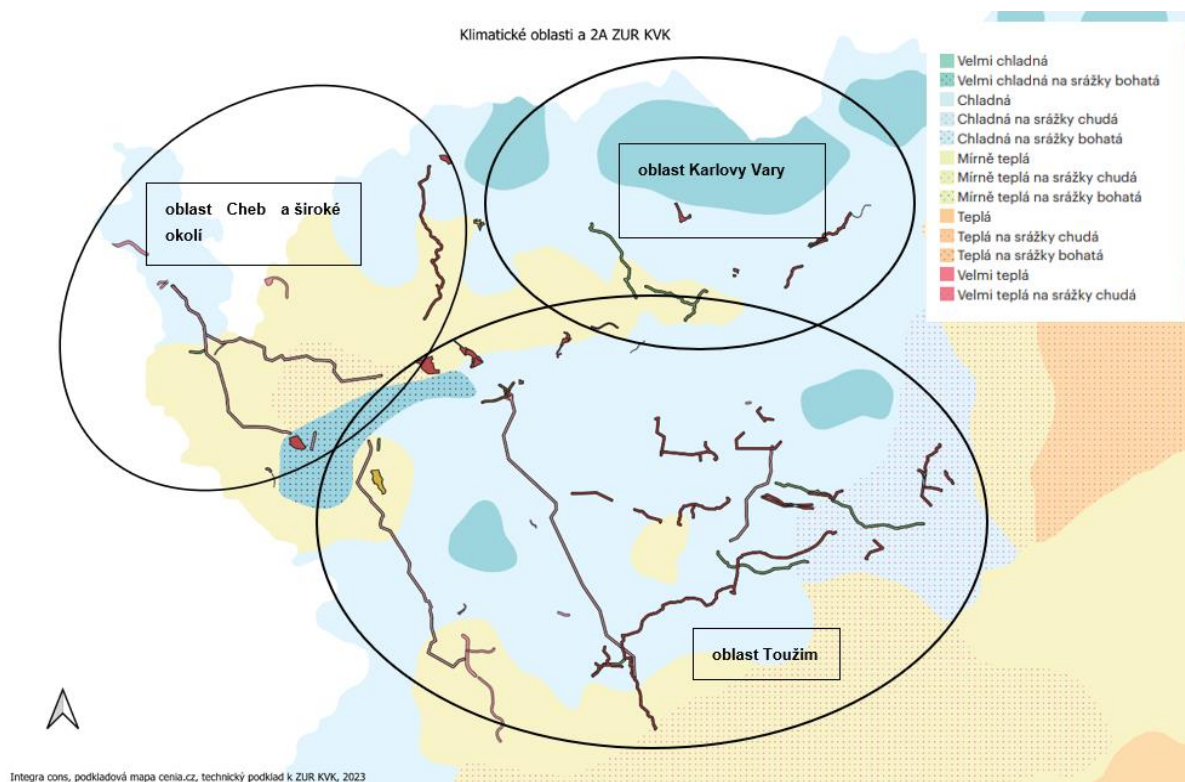 Klimatické oblasti a 2A ZUR KVK
Velmi chladná
Velmi chladná na srážky bohatá
Chladná
Chladná na srážky chudá
Chladná na srážky bohatá
Mírně teplá
Mírně teplá na srážky chudá
Mírně teplá na srážky bohatá
Teplá
Teplá na srážky chudá
Teplá na srážky bohatá
Velmi teplá
Velmi teplá na srážky chudá
oblast Karlovy Vary
oblast Cheb a široké
okolí
oblast Toužim
Integra cons, podkladová mapa cenia.cz, technický podklad k ZUR KVK, 2023